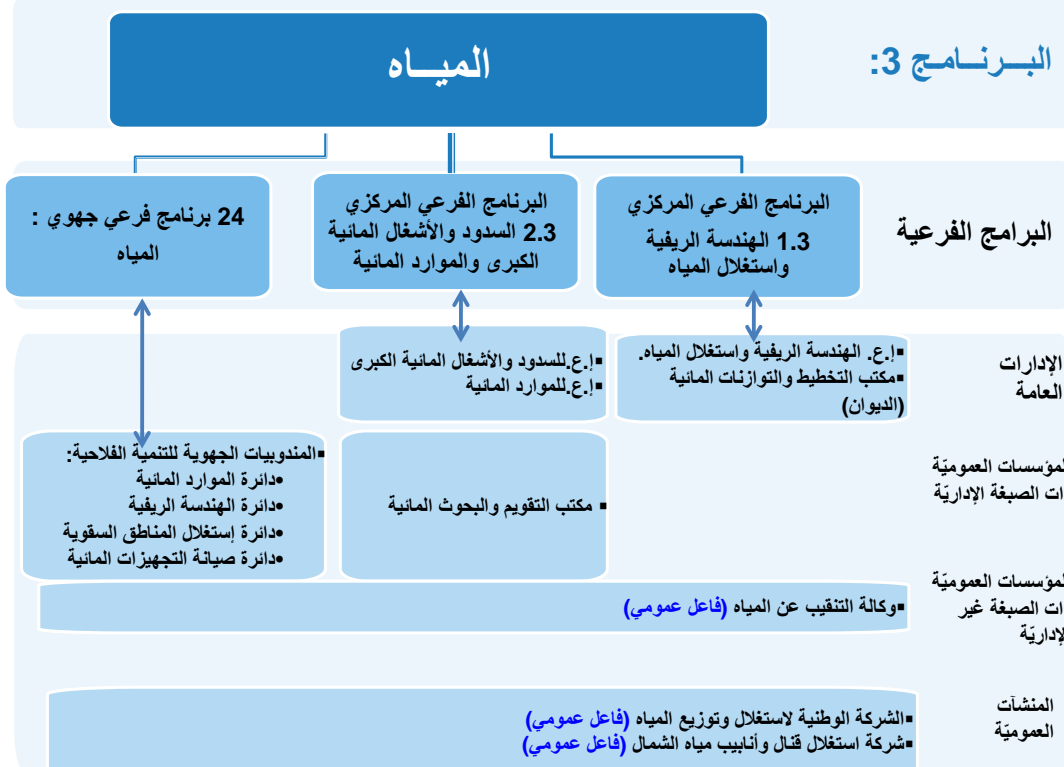 البـــرنـــامـج 3:
الميـــاه
البرامج الفرعية
البرنامج الفرعي المركزي
1.3 الهندسة الريفية
واستغلال المياه
البرنامج الفرعي المركزي
2.3 السدود والأشغال المائية
الكبرى والموارد المائية
24 برنامج فرعي جهوي :
المياه
الإدارات
العامة
▪إ.ع. الهندسة الريفية واستغلال المياه.
▪مكتب التخطيط والتوازنات المائية
(الديوان)
▪إ.ع.للسدود والأشغال المائية الكبرى
▪إ.ع.للموارد المائية
لمؤسسات العموميّة
ات الصبغة الإداريّة
▪ مكتب التقويم والبحوث المائية
▪المندوبيات الجهوية للتنمية الفلاحية:
•دائرة الموارد المائية
•دائرة الهندسة الريفية
•دائرة إستغلال المناطق السقوية
•دائرة صيانة التجهيزات المائية
لمؤسسات العموميّة
ات الصبغة غير
لإداريّة
▪وكالة التنقيب عن المياه (فاعل عمومي)
المنشآت
العموميّة
▪الشركة الوطنية لاستغلال وتوزيع المياه (فاعل عمومي)
▪شركة استغلال قنال وأنابيب مياه الشمال (فاعل عمومي)